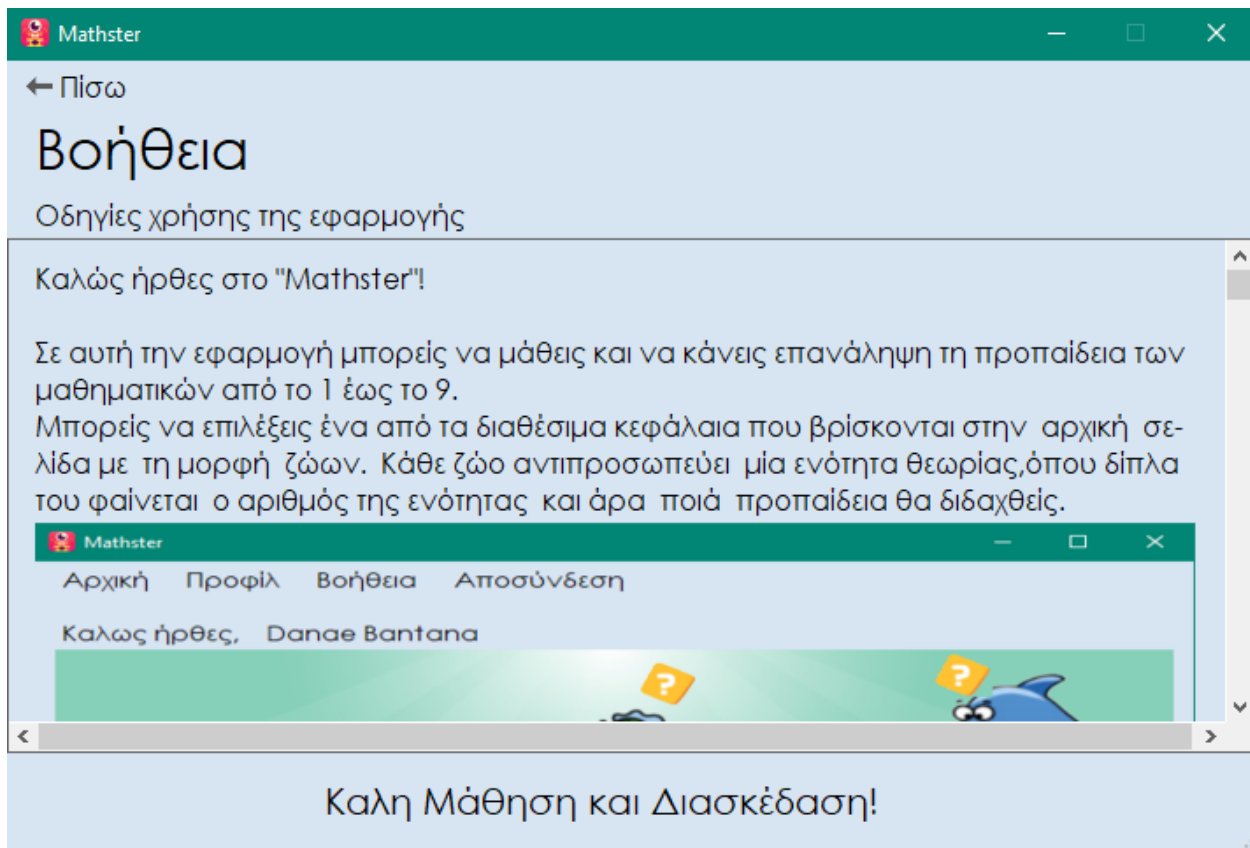 Mathster
Πίσω
Βοήθεια
Οδηγίες χρήσης της εφαρμογής
Καλώς ήρθες στο "Mathster"!
Σε αυτή την εφαρμογή μπορείς να μάθεις και να κάνεις επανάληψη τη προπαίδεια των
μαθηματικών από το 1 έως το 9.
Μπορείς να επιλέξεις ένα από τα διαθέσιμα κεφάλαια που βρίσκονται στην αρχική σε-
λίδα με τη μορφή ζώων. Κάθε ζώο αντιπροσωπεύει μία ενότητα θεωρίας,όπου δίπλα
του φαίνεται ο αριθμός της ενότητας και άρα ποιά προπαίδεια θα διδαχθείς.
Mathster
Αρχική Προφίλ Βοήθεια Αποσύνδεση
Καλως ήρθες, Danae Bantana
?
?
Καλη Μάθηση και Διασκέδαση!